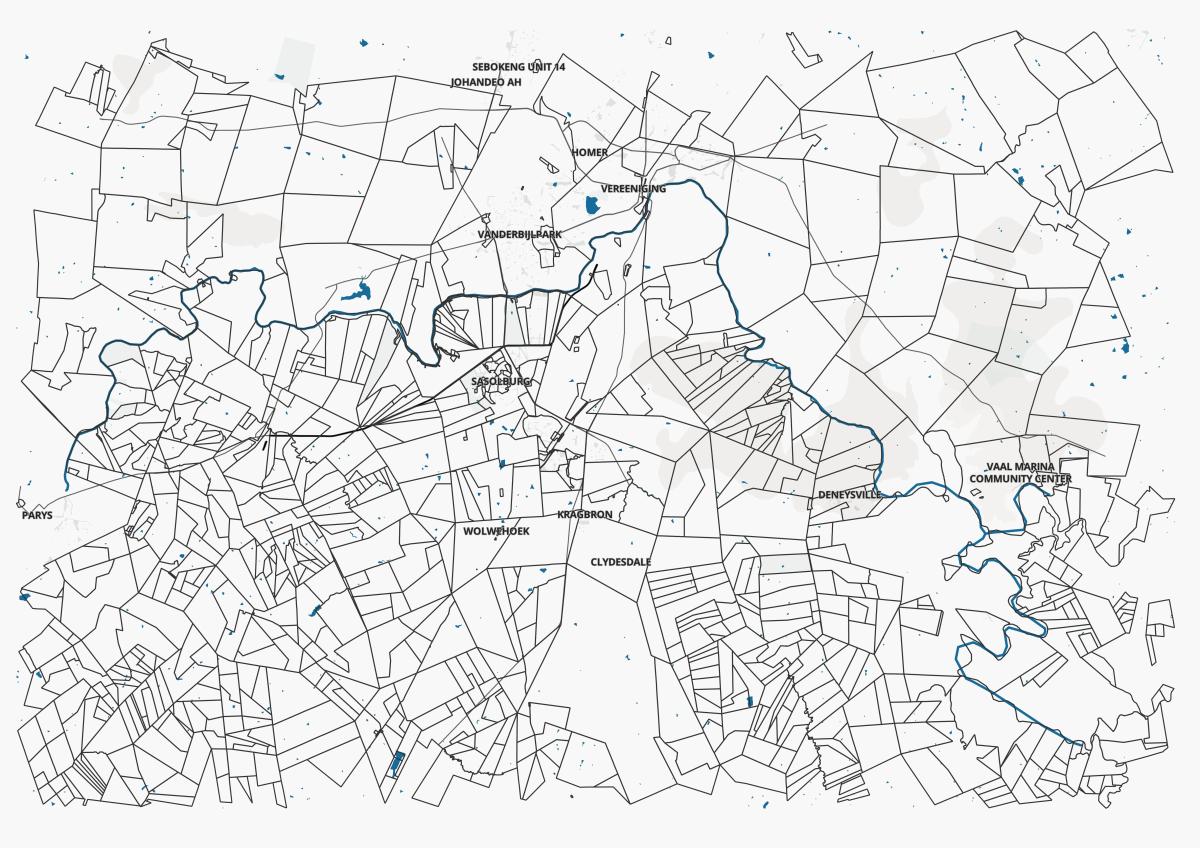 SEBOKENG UNIT 14
JOHANDEO AH
HOMER
VEREENIGING
VANDERBIJLPARK
SASOLBURG
VAAL MARINA
COMMUNITY CENTER
DENEYSVILLE
PARYS
KRAGBRON
WOLWEHOEK
CLYDESDALE